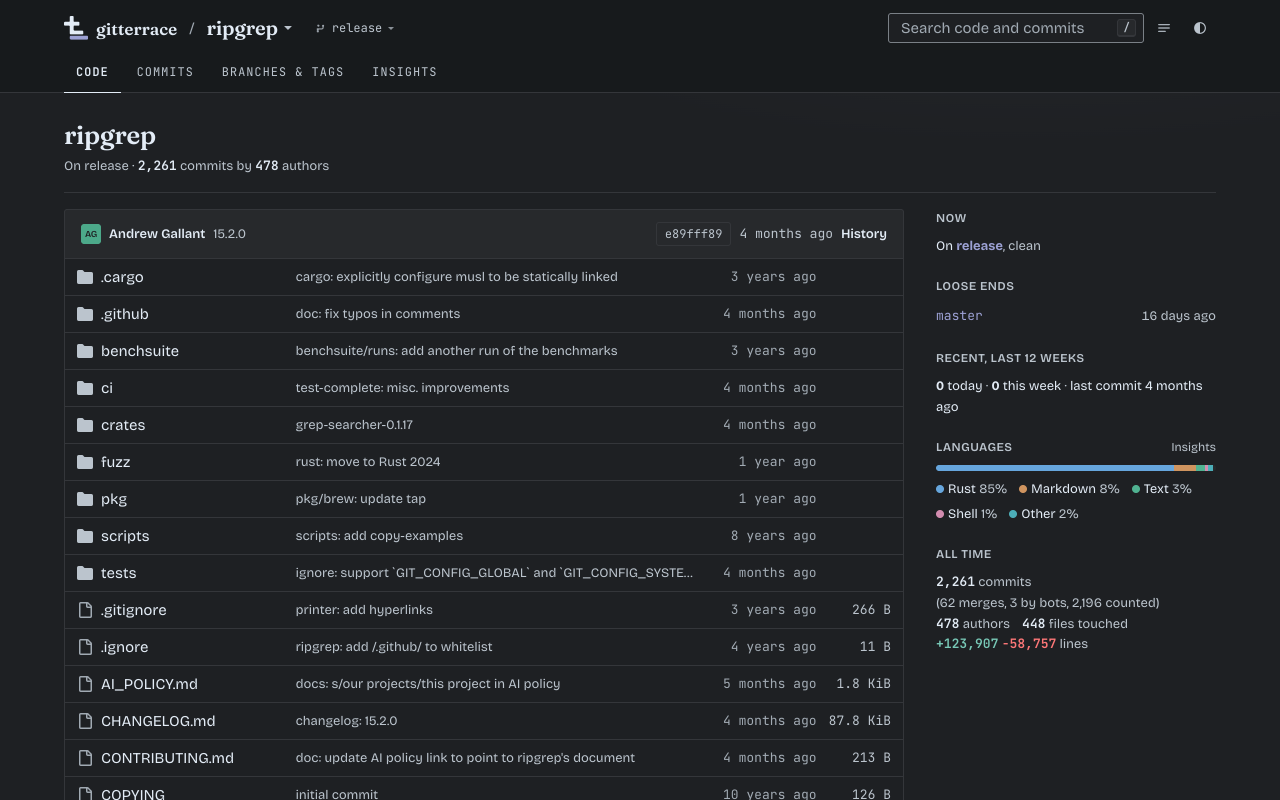 gitterrace / ripgrep release Search code and commits /
CODE COMMITS BRANCHES & TAGS INSIGHTS
ripgrep
On release · 2,261 commits by 478 authors
AG Andrew Gallant 15.2.0 e89fff89 4 months ago History
.cargo cargo: explicitly configure musl to be statically linked 3 years ago
.github doc: fix typos in comments 4 months ago
benchsuite benchsuite/runs: add another run of the benchmarks 3 years ago
ci test-complete: misc. improvements 4 months ago
crates grep-searcher-0.1.17 4 months ago
fuzz rust: move to Rust 2024 1 year ago
pkg pkg/brew: update tap 1 year ago
scripts scripts: add copy-examples 8 years ago
tests ignore: support `GIT_CONFIG_GLOBAL` and `GIT_CONFIG_SYSTE... 4 months ago
.gitignore printer: add hyperlinks 3 years ago 266 B
.ignore ripgrep: add /.github/ to whitelist 4 years ago 11 B
AI_POLICY.md docs: s/our projects/this project in AI policy 5 months ago 1.8 KiB
CHANGELOG.md changelog: 15.2.0 4 months ago 87.8 KiB
CONTRIBUTING.md doc: update AI policy link to point to ripgrep's document 4 months ago 213 B
COPYING initial commit 10 years ago 126 B
NOW
On release, clean
LOOSE ENDS
master 16 days ago
RECENT, LAST 12 WEEKS
0 today · 0 this week · last commit 4 months
ago
LANGUAGES Insights
Rust 85% Markdown 8% Text 3%
Shell 1% Other 2%
ALL TIME
2,261 commits
(62 merges, 3 by bots, 2,196 counted)
478 authors 448 files touched
+123,907 -58,757 lines